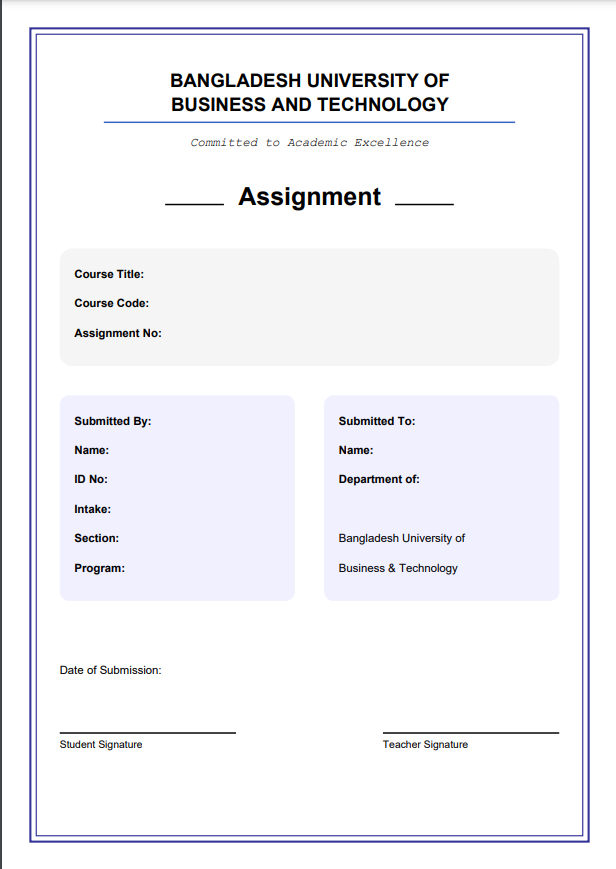 BANGLADESH UNIVERSITY OF
BUSINESS AND TECHNOLOGY
Committed to Academic Excellence
Assignment
Course Title:
Course Code:
Assignment No:
Submitted By:
Name:
ID No:
Intake:
Section:
Program:
Submitted To:
Name:
Department of:
Bangladesh University of
Business & Technology
Date of Submission:
Student Signature
Teacher Signature